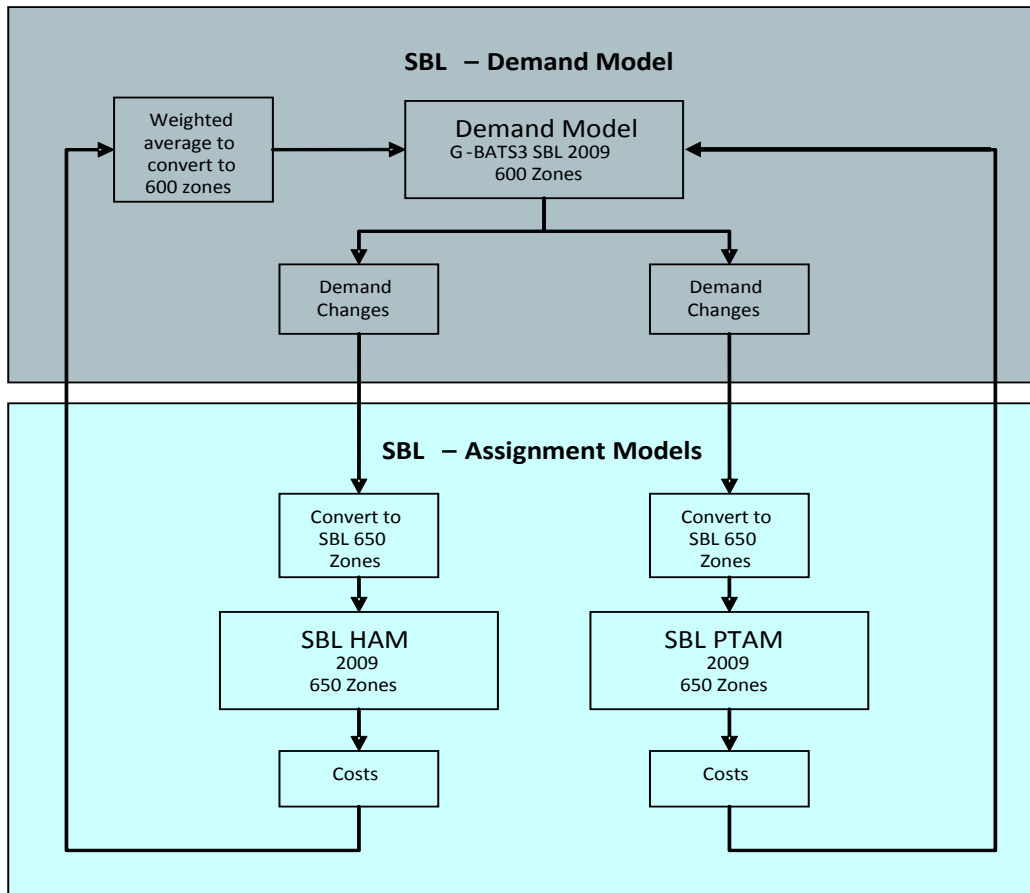 SBL – Demand Model
Weighted
average to
convert to
600 zones
Demand Model
G-BATS3 SBL 2009
600 Zones
Demand
Changes
Demand
Changes
SBL – Assignment Models
Convert to
SBL 650
Zones
Convert to
SBL 650
Zones
SBL HAM
2009
650 Zones
SBL PTAM
2009
650 Zones
Costs
Costs